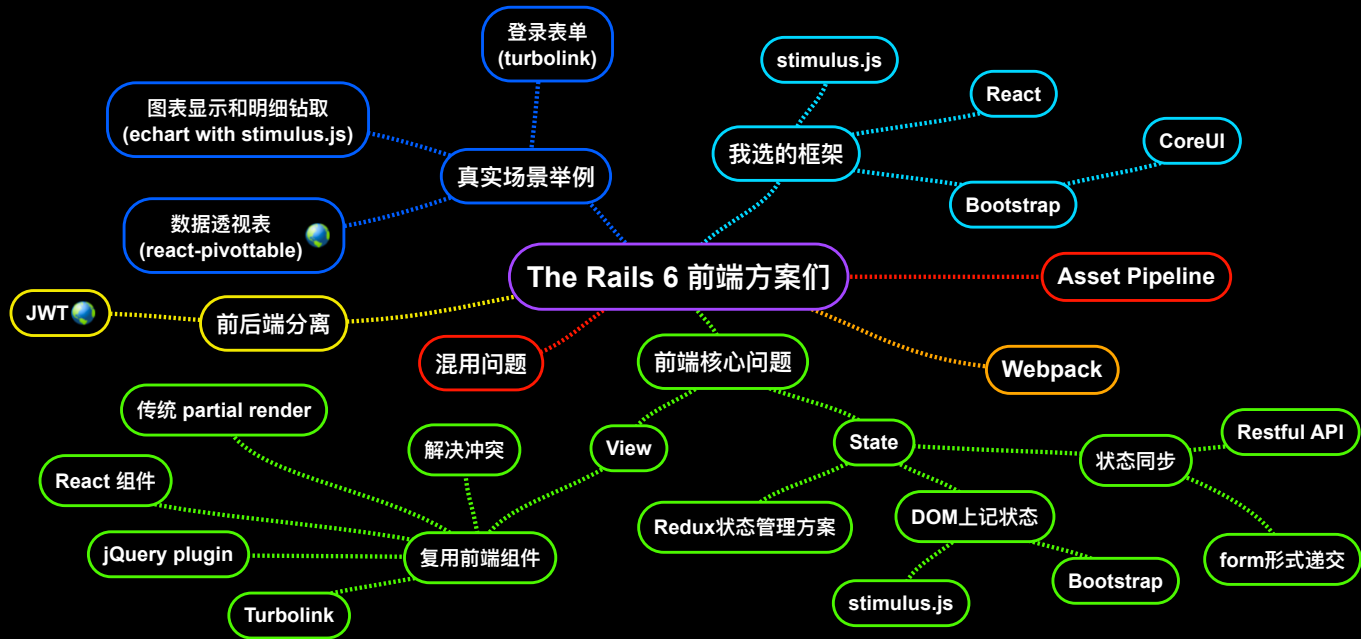 登录表单
(turbolink)
stimulus.js
React
图表显示和明细钻取
(echart with stimulus.js)
我选的框架
CoreUI
真实场景举例
Bootstrap
数据透视表
(react-pivottable)
The Rails 6 前端方案们
Asset Pipeline
JWT
前后端分离
混用问题
前端核心问题
Webpack
传统 partial render
解决冲突
View
State
Restful API
状态同步
React 组件
Redux状态管理方案
DOM上记状态
jQuery plugin
复用前端组件
form形式递交
Bootstrap
stimulus.js
Turbolink